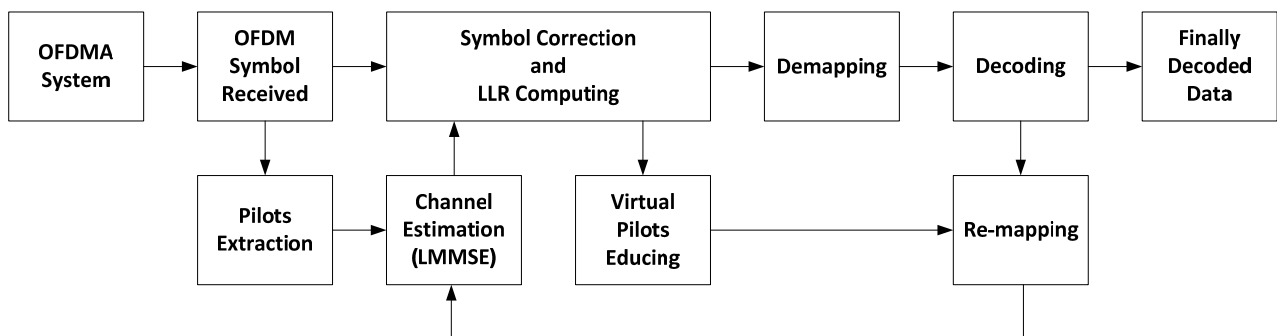 OFDMA
System
OFDM
Symbol
Received
Symbol Correction
and
LLR Computing
Demapping
Decoding
Finally
Decoded
Data
Pilots
Extraction
Channel
Estimation
(LMMSE)
Virtual
Pilots
Educing
Re-mapping